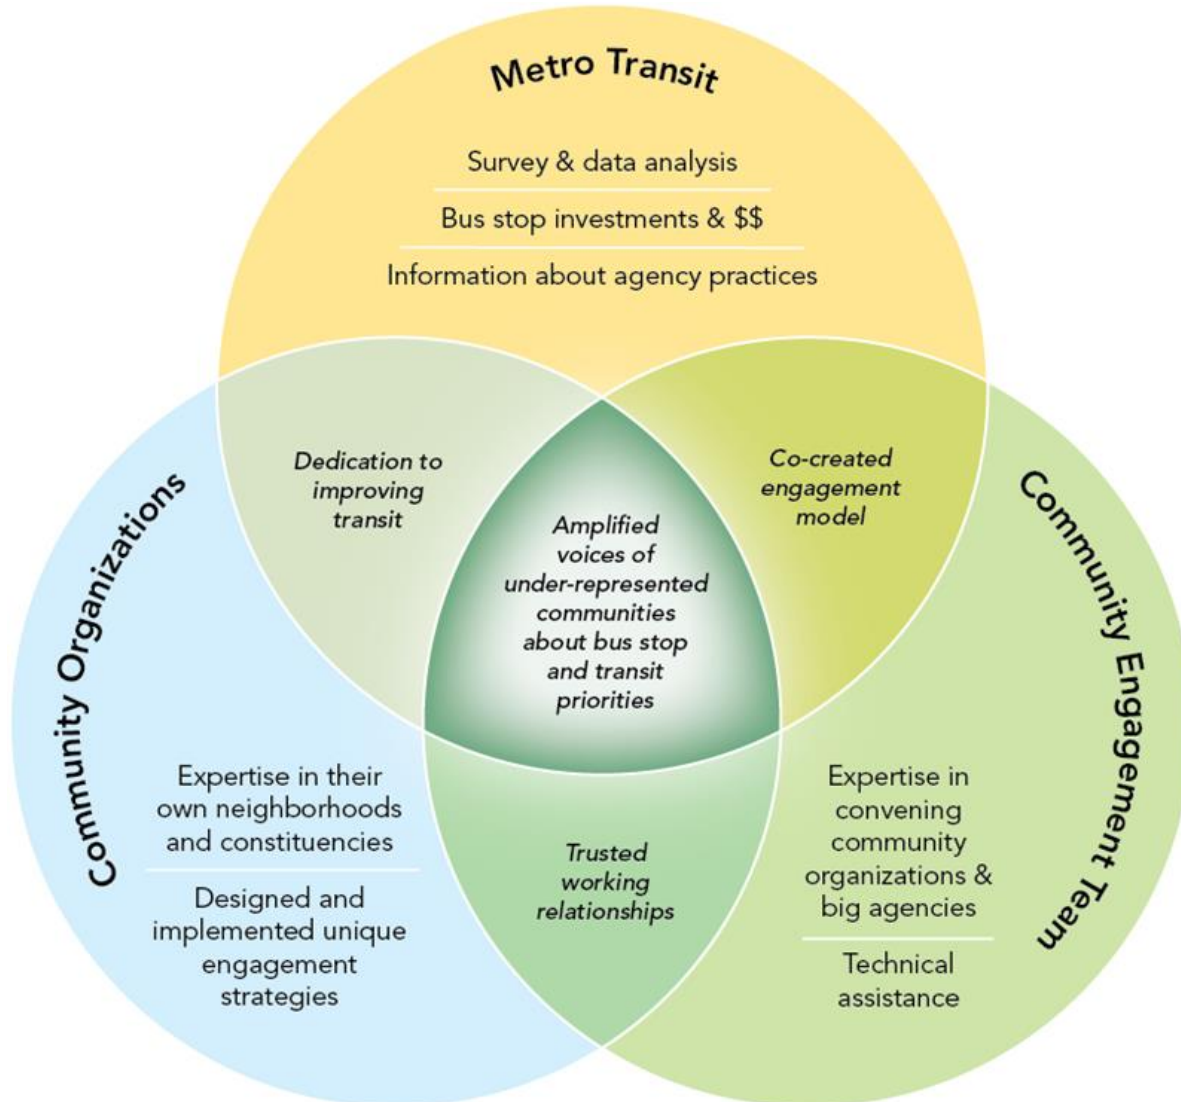 Metro Transit
Survey & data analysis
Bus stop investments & $$
Information about agency practices
Dedication to
improving
transit
Co-created
engagement
model
Amplified
voices of
under-represented
communities
about bus stop
and transit
priorities
Community Organizations
Expertise in their
own neighborhoods
and constituencies
Designed and
implemented unique
engagement
strategies
Trusted
working
relationships
Community Engagement Team
Expertise in
convening
community
organizations &
big agencies
Technical
assistance